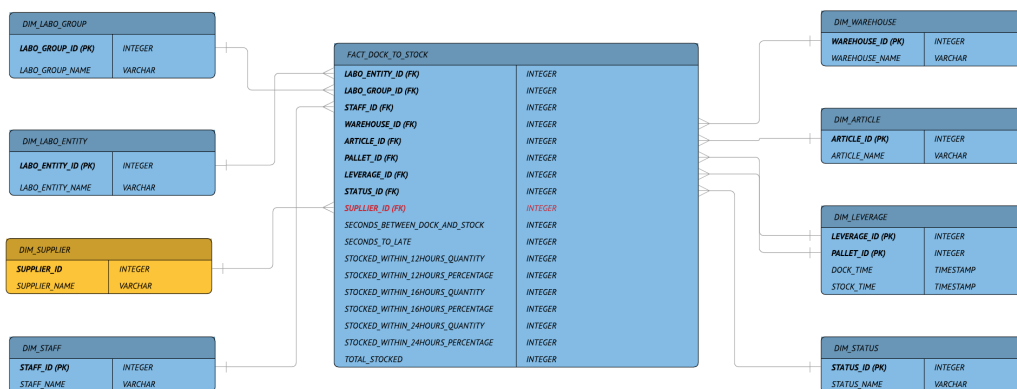 DIM_LABO_GROUP
LABO_GROUP_ID (PK) INTEGER
LABO_GROUP_NAME VARCHAR
DIM_LABO_ENTITY
LABO_ENTITY_ID (PK) INTEGER
LABO_ENTITY_NAME VARCHAR
DIM_SUPPLIER
SUPPLIER_ID INTEGER
SUPPLIER_NAME VARCHAR
DIM_STAFF
STAFF_ID (PK) INTEGER
STAFF_NAME VARCHAR
FACT_DOCK_TO_STOCK
LABO_ENTITY_ID (FK) INTEGER
LABO_GROUP_ID (FK) INTEGER
STAFF_ID (FK) INTEGER
WAREHOUSE_ID (FK) INTEGER
ARTICLE_ID (FK) INTEGER
PALLET_ID (FK) INTEGER
LEVERAGE_ID (FK) INTEGER
STATUS_ID (FK) INTEGER
SUPLLIER_ID (FK) INTEGER
SECONDS_BETWEEN_DOCK_AND_STOCK INTEGER
SECONDS_TO_LATE INTEGER
STOCKED_WITHIN_12HOURS_QUANTITY INTEGER
STOCKED_WITHIN_12HOURS_PERCENTAGE INTEGER
STOCKED_WITHIN_16HOURS_QUANTITY INTEGER
STOCKED_WITHIN_16HOURS_PERCENTAGE INTEGER
STOCKED_WITHIN_24HOURS_QUANTITY INTEGER
STOCKED_WITHIN_24HOURS_PERCENTAGE INTEGER
TOTAL_STOCKED INTEGER
DIM_WAREHOUSE
WAREHOUSE_ID (PK) INTEGER
WAREHOUSE_NAME VARCHAR
DIM_ARTICLE
ARTICLE_ID (PK) INTEGER
ARTICLE_NAME VARCHAR
DIM_LEVERAGE
LEVERAGE_ID (PK) INTEGER
PALLET_ID (PK) INTEGER
DOCK_TIME TIMESTAMP
STOCK_TIME TIMESTAMP
DIM_STATUS
STATUS_ID (PK) INTEGER
STATUS_NAME VARCHAR